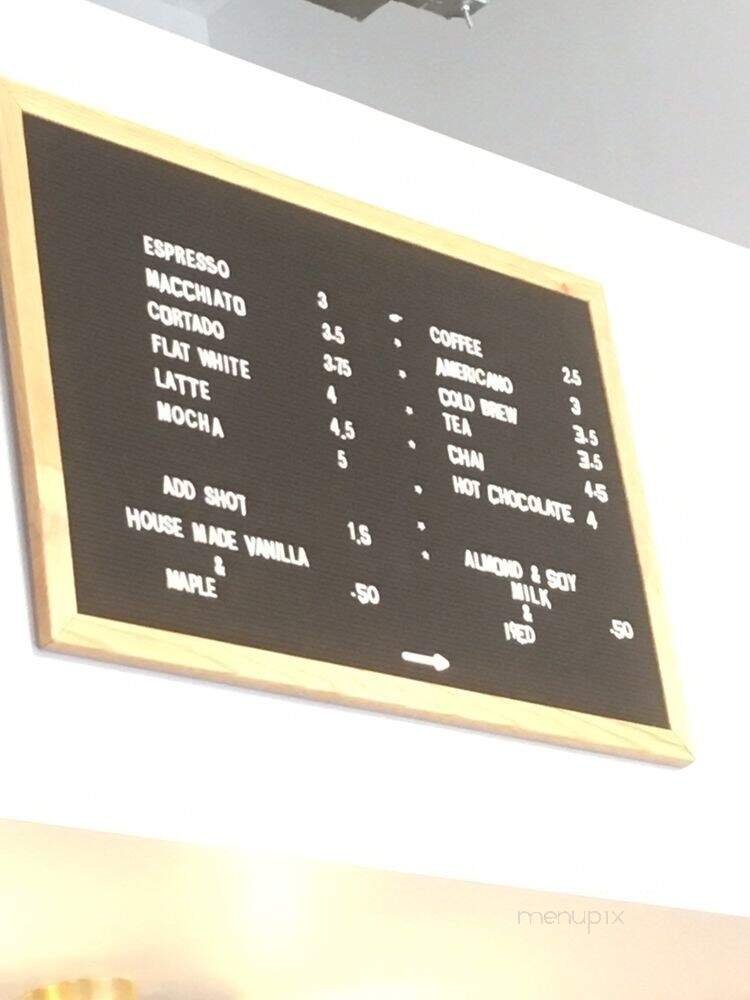 ESPRESSO 3
MACCHIATO 3.5
CORTADO 3.75
FLAT WHITE 4
LATTE 4.5
MOCHA 5
ADD SHOT 1.5
HOUSE MADE VANILLA
&
MAPLE .50
COFFEE 2.5
AMERICANO 3
COLD BREW 3.5
TEA 3.5
CHAI 4.5
HOT CHOCOLATE 4
ALMOND & SOY
MILK
&
ICED .50
menupix